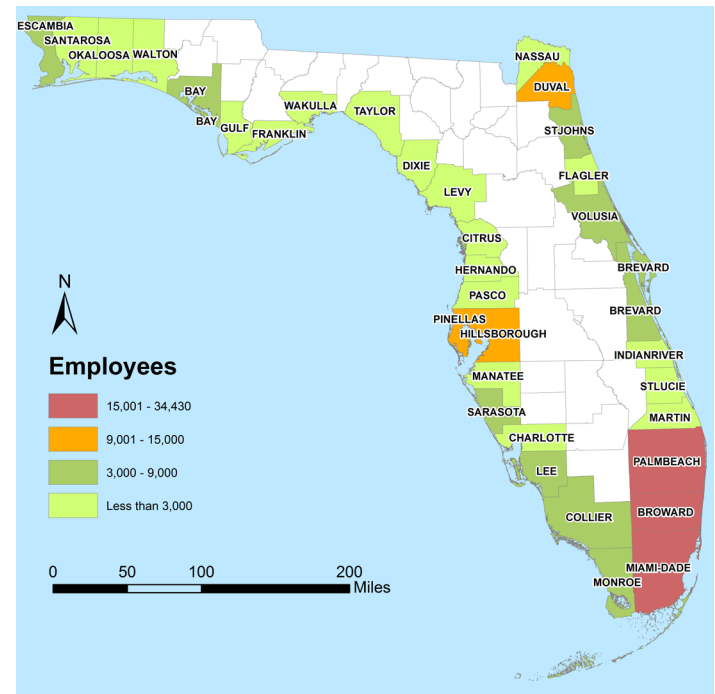 ESCAMBIA
SANTAROSA
OKALOOSA
WALTON
NASSAU
DUVAL
BAY
BAY
GULF
FRANKLIN
WAKULLA
TAYLOR
STJOHNS
DIXIE
FLAGLER
LEVY
VOLUSIA
CITRUS
HERNANDO
BREVARD
PASCO
BREVARD
PINELLAS
HILLSBOROUGH
INDIANRIVER
MANATEE
STLUCIE
SARASOTA
MARTIN
CHARLOTTE
PALMBEACH
LEE
BROWARD
COLLIER
MIAMI-DADE
MONROE
N
Employees
15,001 - 34,430
9,001 - 15,000
3,000 - 9,000
Less than 3,000
0 50 100 200
Miles